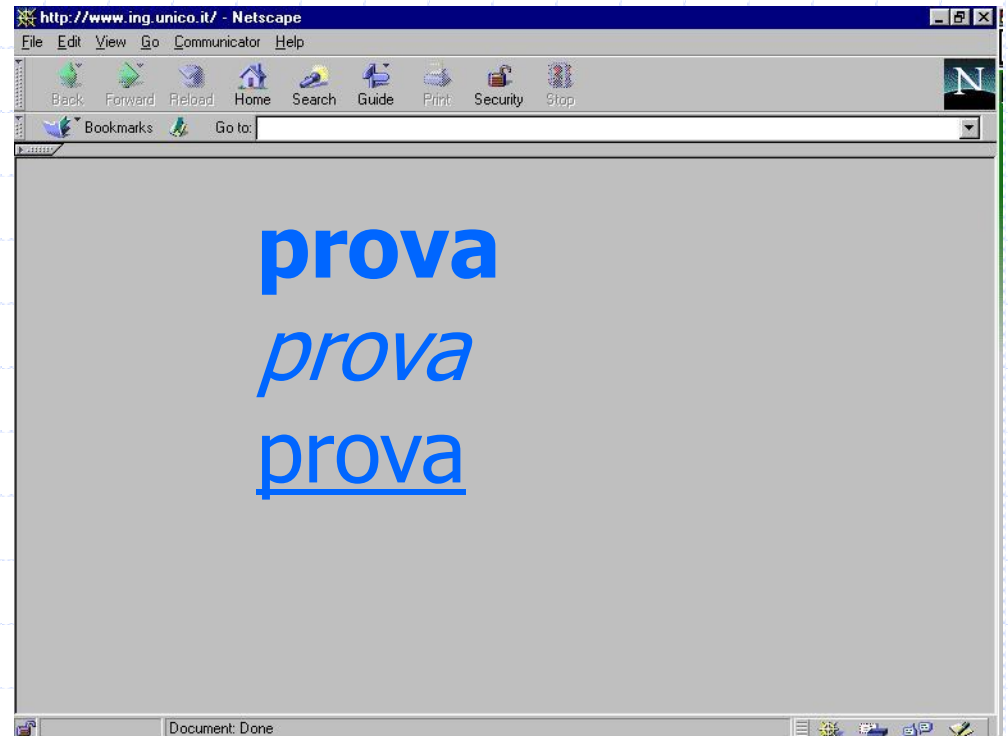 http://www.ing.unico.it/ - Netscape
File Edit View Go Communicator Help
Back Forward Reload Home Search Guide Print Security Stop
N
Bookmarks Go to:
prova
prova
prova
Document: Done